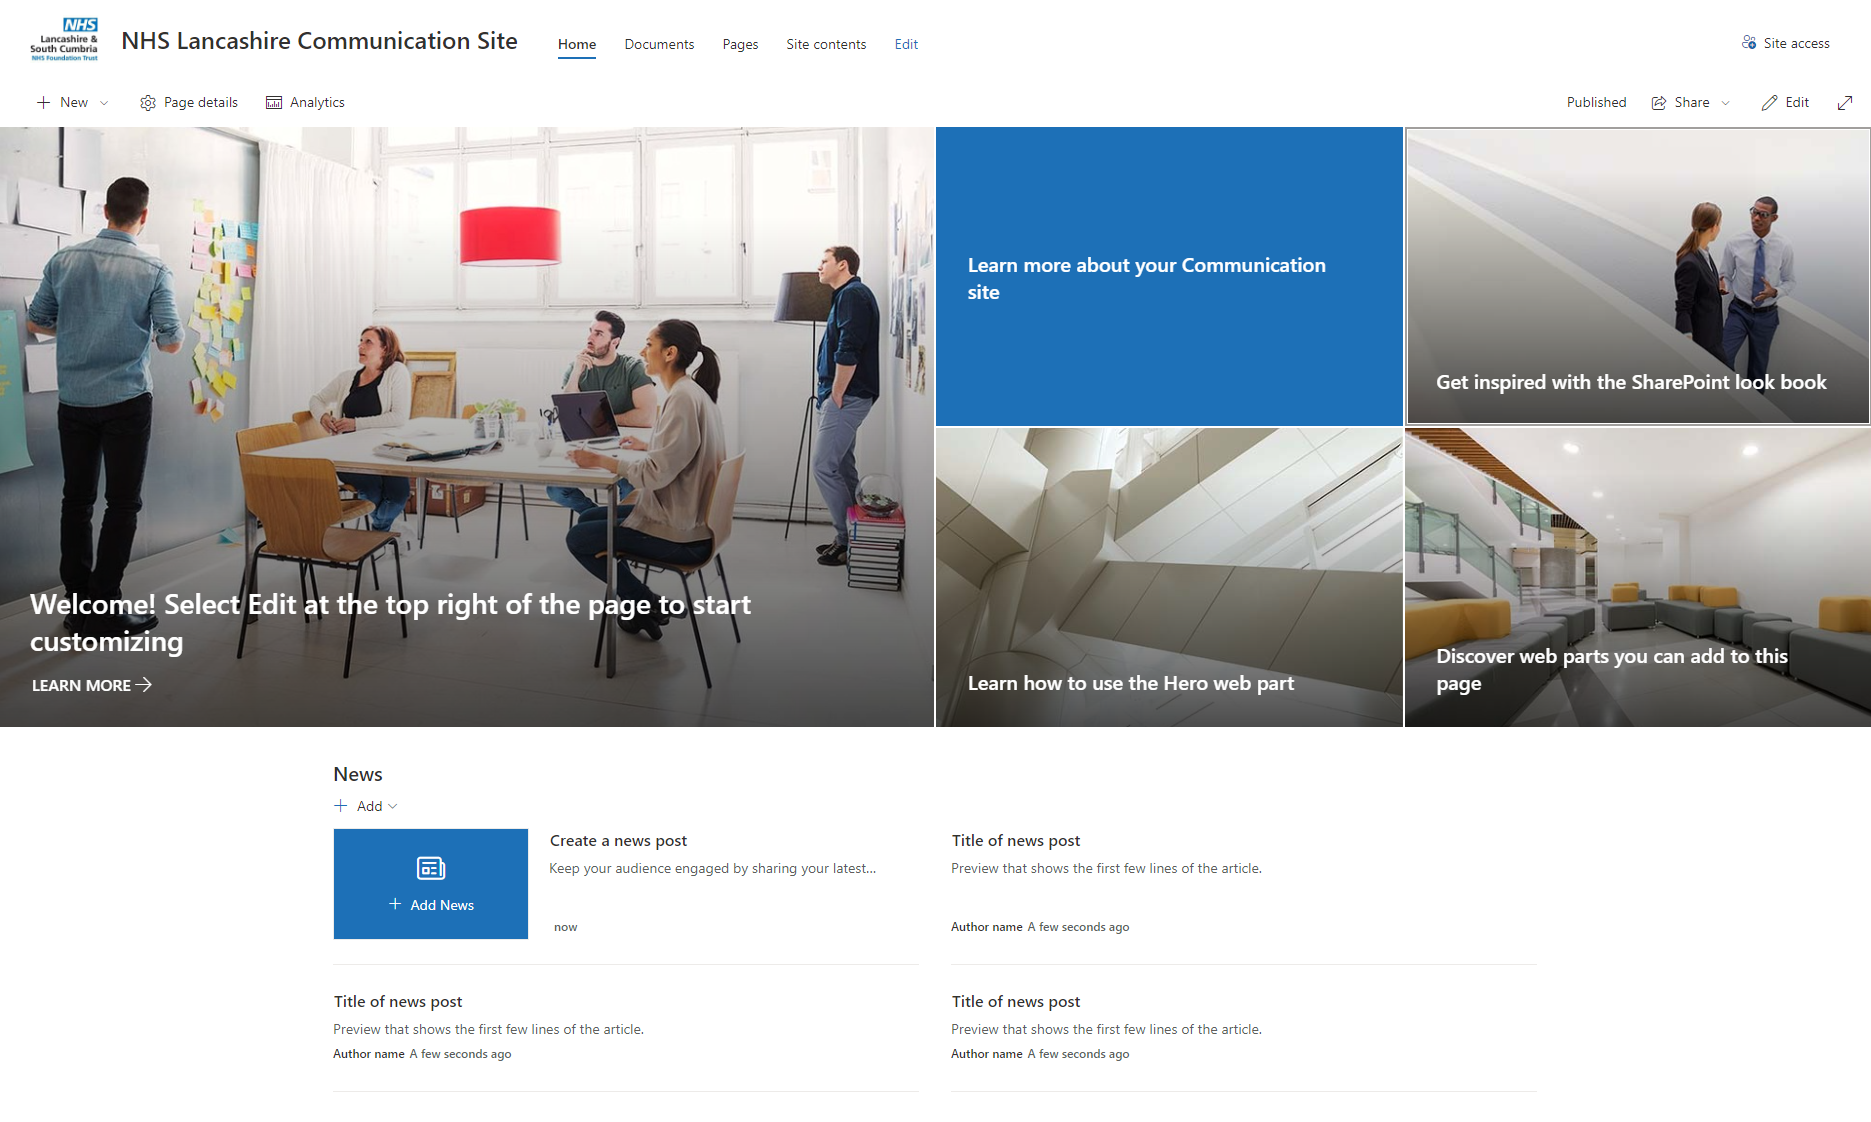 NHS
Lancashire &
South Cumbria
NHS Foundation Trust
NHS Lancashire Communication Site
Home Documents Pages Site contents Edit
Site access
New Page details Analytics
Published Share Edit
Welcome! Select Edit at the top right of the page to start
customizing
LEARN MORE
Learn more about your Communication
site
Get inspired with the SharePoint look book
Learn how to use the Hero web part
Discover web parts you can add to this
page
News
Add
Add News
Create a news post
Keep your audience engaged by sharing your latest...
now
Title of news post
Preview that shows the first few lines of the article.
Author name A few seconds ago
Title of news post
Preview that shows the first few lines of the article.
Author name A few seconds ago
Title of news post
Preview that shows the first few lines of the article.
Author name A few seconds ago